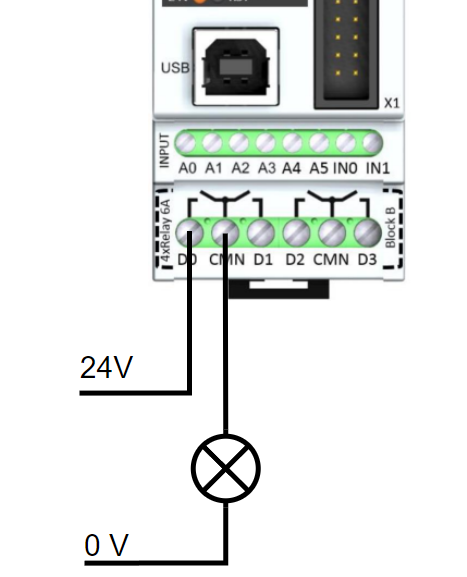 USB
X1
INPUT
A0 A1 A2 A3 A4 A5 IN0 IN1
4xRelay 6A
Block B
D0 CMN D1 D2 CMN D3
24V
0 V